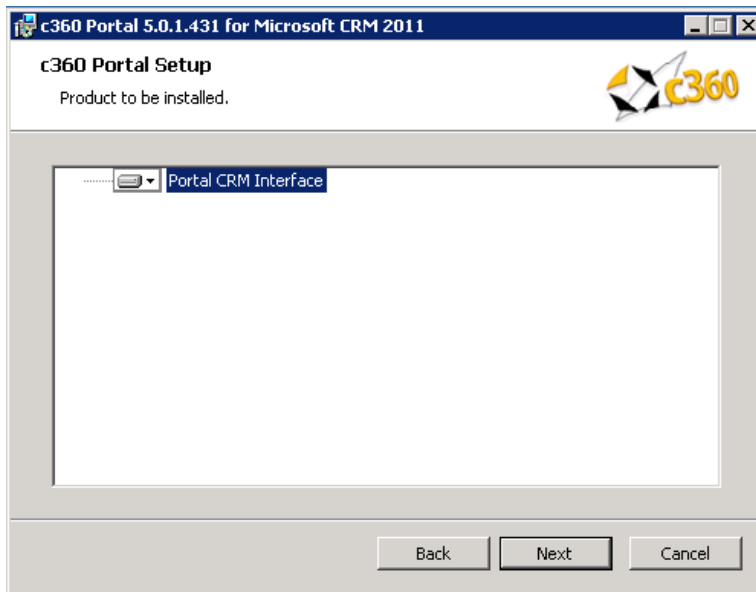 c360 Portal 5.0.1.431 for Microsoft CRM 2011
c360 Portal Setup
Product to be installed.
c360
Portal CRM Interface
Back
Next
Cancel